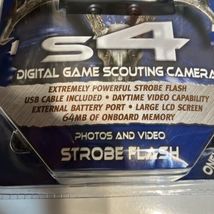 S4
DIGITAL GAME SCOUTING CAMERA
EXTREMELY POWERFUL STROBE FLASH
USB CABLE INCLUDED • DAYTIME VIDEO CAPABILITY
EXTERNAL BATTERY PORT • LARGE LCD SCREEN
64MB OF ONBOARD MEMORY
PHOTOS AND VIDEO
STROBE FLASH